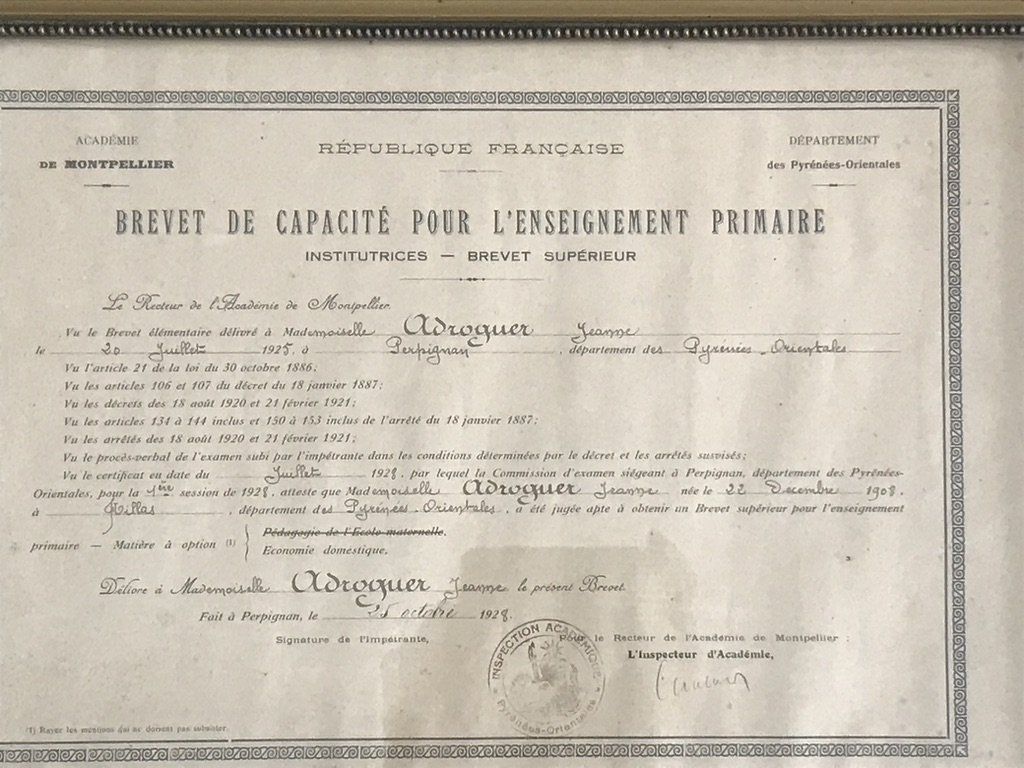 ACADÉMIE
DE MONTPELLIER
RÉPUBLIQUE FRANÇAISE
DÉPARTEMENT
des Pyrénées-Orientales
BREVET DE CAPACITÉ POUR L'ENSEIGNEMENT PRIMAIRE
INSTITUTRICES — BREVET SUPÉRIEUR
Le Recteur de l'Académie de Montpellier
Vu le Brevet élémentaire délivré à Mademoiselle Adroguer Jeanne
le 20 Juillet 1925, à Perpignan, département des Pyrénées-Orientales
Vu l'article 21 de la loi du 30 octobre 1886;
Vu les articles 106 et 107 du décret du 18 janvier 1887;
Vu les décrets des 18 août 1920 et 21 février 1921;
Vu les articles 134 à 144 inclus et 150 à 153 inclus de l'arrêté du 18 janvier 1887;
Vu les arrêtés des 18 août 1920 et 21 février 1921;
Vu le procès-verbal de l'examen subi par l'impétrante dans les conditions déterminées par le décret et les arrêtés susvisés;
Vu le certificat en date du Juillet 1928, par lequel la Commission d'examen siégeant à Perpignan, département des Pyrénées-
Orientales, pour la 1ère session de 1928, atteste que Mademoiselle Adroguer Jeanne née le 22 Décembre 1908,
à Millas, département des Pyrénées-Orientales, a été jugée apte à obtenir un Brevet supérieur pour l'enseignement
primaire — Matière à option (1) { Pédagogie de l'Ecole maternelle.
Economie domestique.
Délivré à Mademoiselle Adroguer Jeanne le présent Brevet.
Fait à Perpignan, le 25 octobre 1928.
Signature de l'impétrante,
Pour le Recteur de l'Académie de Montpellier :
L'Inspecteur d'Académie,
INSPECTION ACADÉMIQUE
Pyrénées-Orientales
(1) Rayer les mentions qui ne doivent pas subsister.